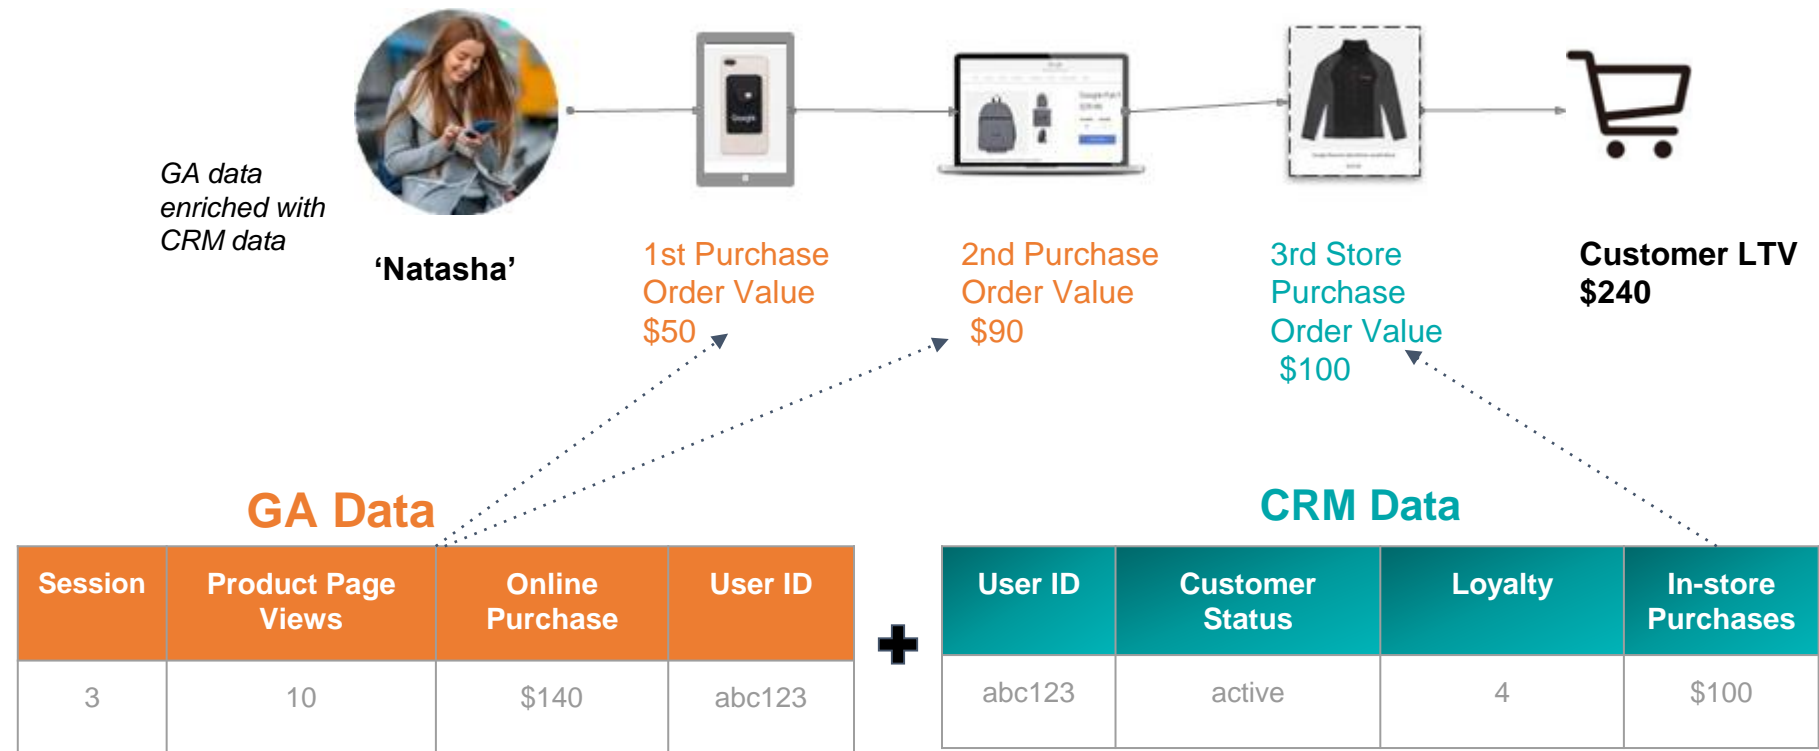 GA data
enriched with
CRM data
‘Natasha’
1st Purchase
Order Value
$50
2nd Purchase
Order Value
$90
3rd Store
Purchase
Order Value
$100
Customer LTV
$240
Google
GA Data
Session
Product Page
Views
Online
Purchase
User ID
3
10
$140
abc123
CRM Data
User ID
Customer
Status
Loyalty
In-store
Purchases
abc123
active
4
$100